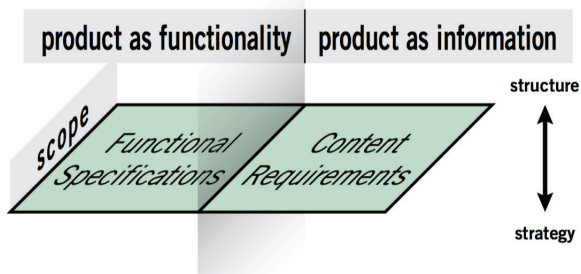 product as functionality
product as information
structure
scope
Functional
Specifications
Content
Requirements
strategy